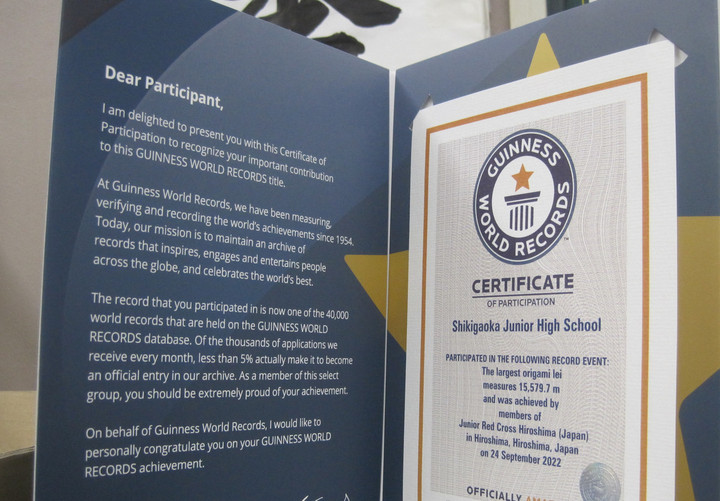 Dear Participant,
I am delighted to present you with this Certificate of
Participation to recognize your important contribution
to this GUINNESS WORLD RECORDS title.
At Guinness World Records, we have been measuring,
verifying and recording the world's achievements since 1954.
Today, our mission is to maintain an archive of
records that inspires, engages and entertains people
across the globe, and celebrates the world's best.
The record that you participated in is now one of the 40,000
world records that are held on the GUINNESS WORLD
RECORDS database. Of the thousands of applications we
receive every month, less than 5% actually make it to become
an official entry in our archive. As a member of this select
group, you should be extremely proud of your achievement.
On behalf of Guinness World Records, I would like to
personally congratulate you on your GUINNESS WORLD
RECORDS achievement.
GUINNESS
WORLD RECORDS
TM
CERTIFICATE
OF PARTICIPATION
Shikigaoka Junior High School
PARTICIPATED IN THE FOLLOWING RECORD EVENT:
The largest origami lei
measures 15,579.7 m
and was achieved by
members of
Junior Red Cross Hiroshima (Japan)
in Hiroshima, Hiroshima, Japan
on 24 September 2022
OFFICIALLY